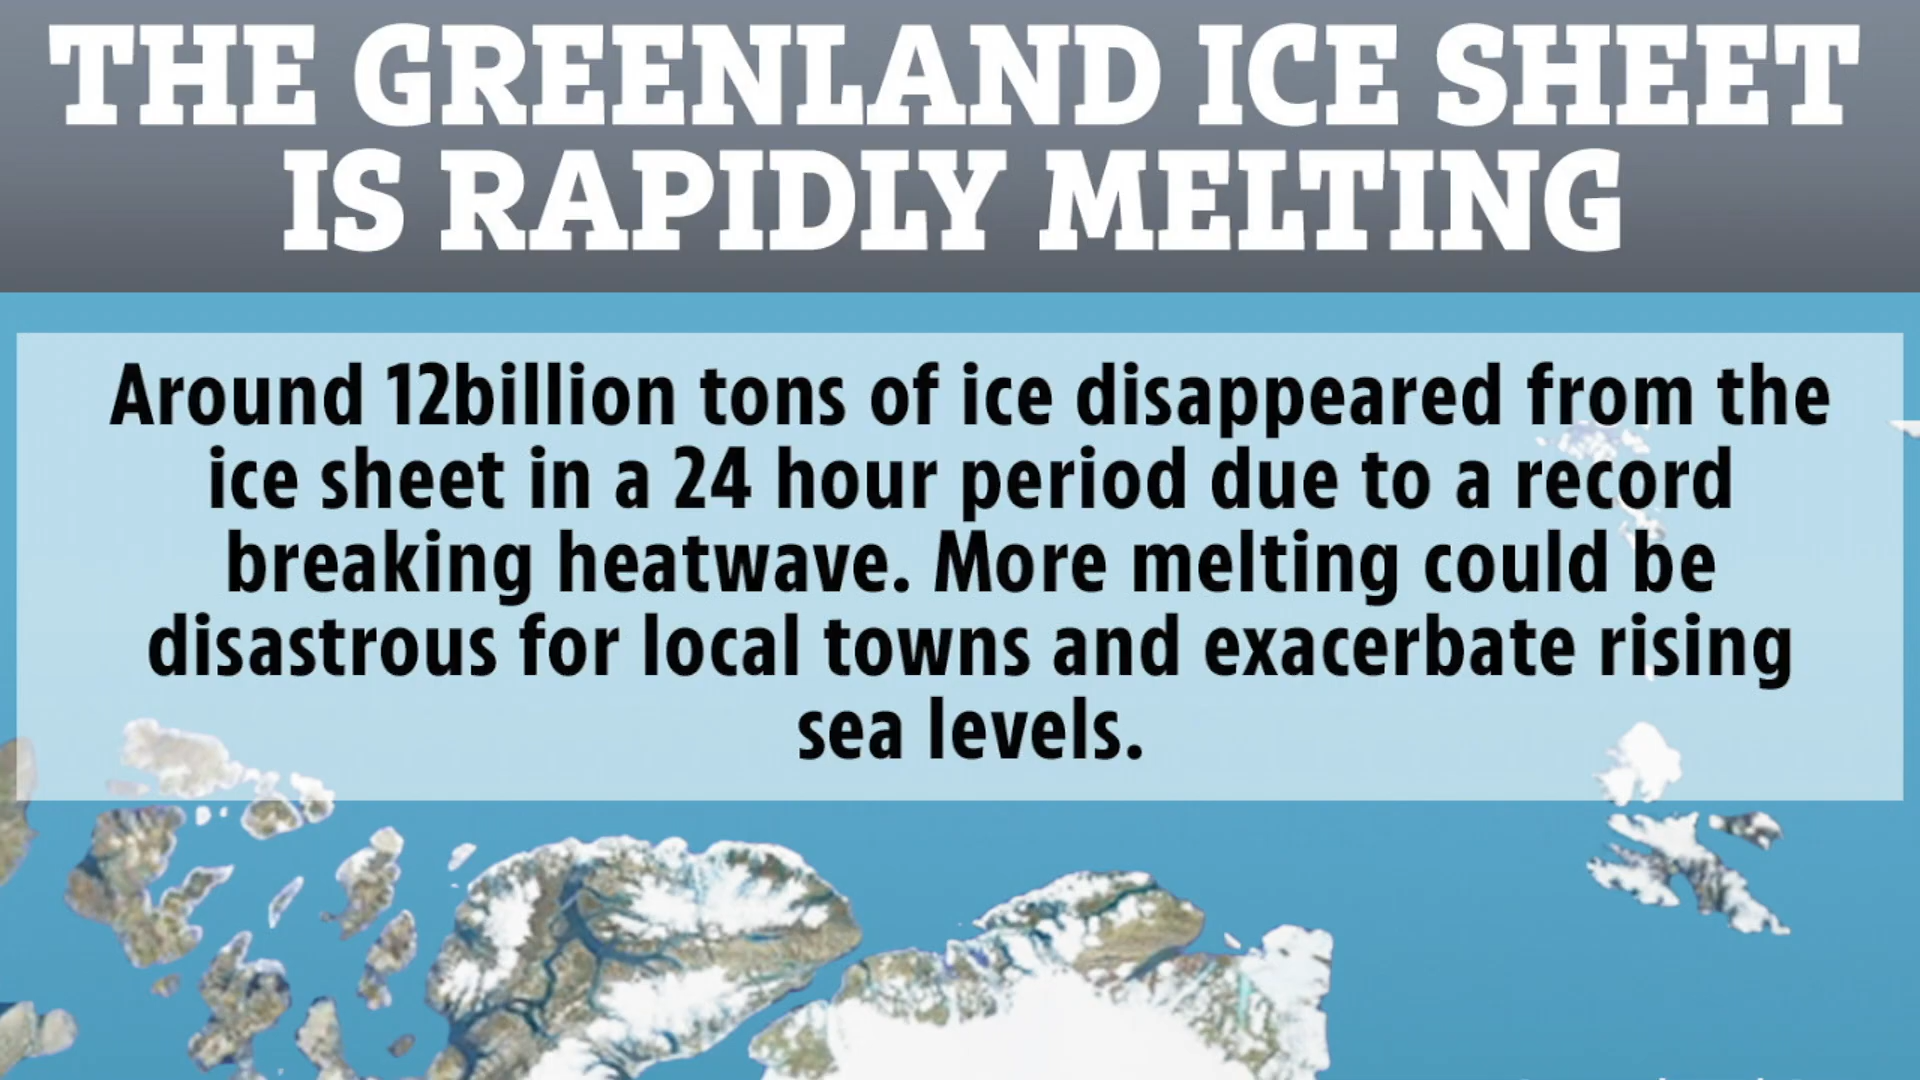 THE GREENLAND ICE SHEET
IS RAPIDLY MELTING
Around 12billion tons of ice disappeared from the
ice sheet in a 24 hour period due to a record
breaking heatwave. More melting could be
disastrous for local towns and exacerbate rising
sea levels.